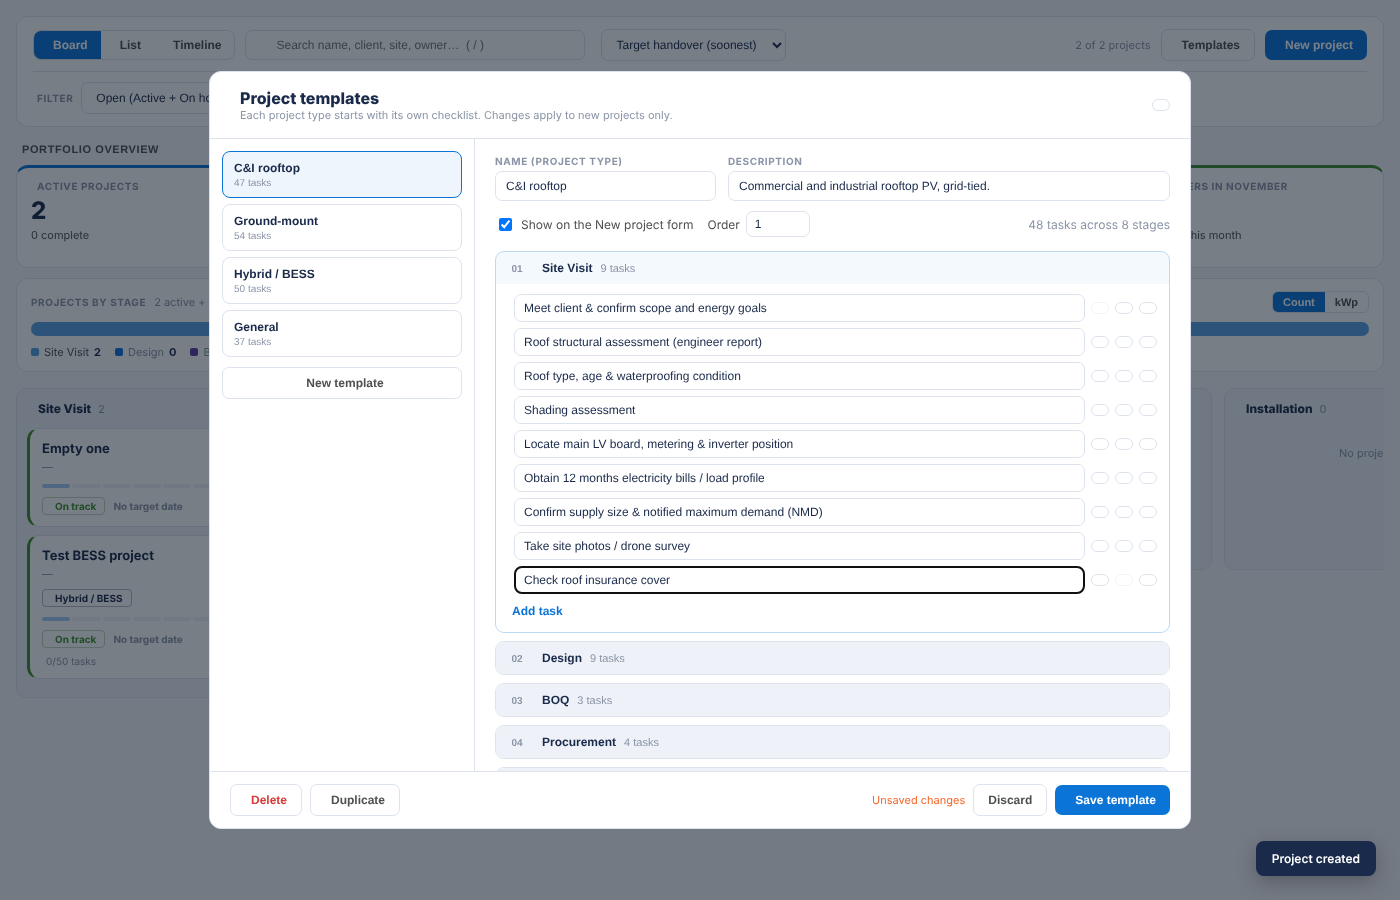 Board List Timeline Search name, client, site, owner… ( / ) Target handover (soonest) 2 of 2 projects Templates New project
FILTER Open (Active + On ho
Project templates
Each project type starts with its own checklist. Changes apply to new projects only.
PORTFOLIO OVERVIEW
ACTIVE PROJECTS
2
0 complete
ERS IN NOVEMBER
his month
PROJECTS BY STAGE 2 active +
Count kWp
Site Visit 2 Design 0 B
Site Visit 2
Empty one
—
On track No target date
Test BESS project
—
Hybrid / BESS
On track No target date
0/50 tasks
Installation 0
No proje
C&I rooftop
47 tasks
Ground-mount
54 tasks
Hybrid / BESS
50 tasks
General
37 tasks
New template
NAME (PROJECT TYPE) DESCRIPTION
C&I rooftop Commercial and industrial rooftop PV, grid-tied.
Show on the New project form Order 1 48 tasks across 8 stages
01 Site Visit 9 tasks
Meet client & confirm scope and energy goals
Roof structural assessment (engineer report)
Roof type, age & waterproofing condition
Shading assessment
Locate main LV board, metering & inverter position
Obtain 12 months electricity bills / load profile
Confirm supply size & notified maximum demand (NMD)
Take site photos / drone survey
Check roof insurance cover
Add task
02 Design 9 tasks
03 BOQ 3 tasks
04 Procurement 4 tasks
Delete Duplicate Unsaved changes Discard Save template
Project created